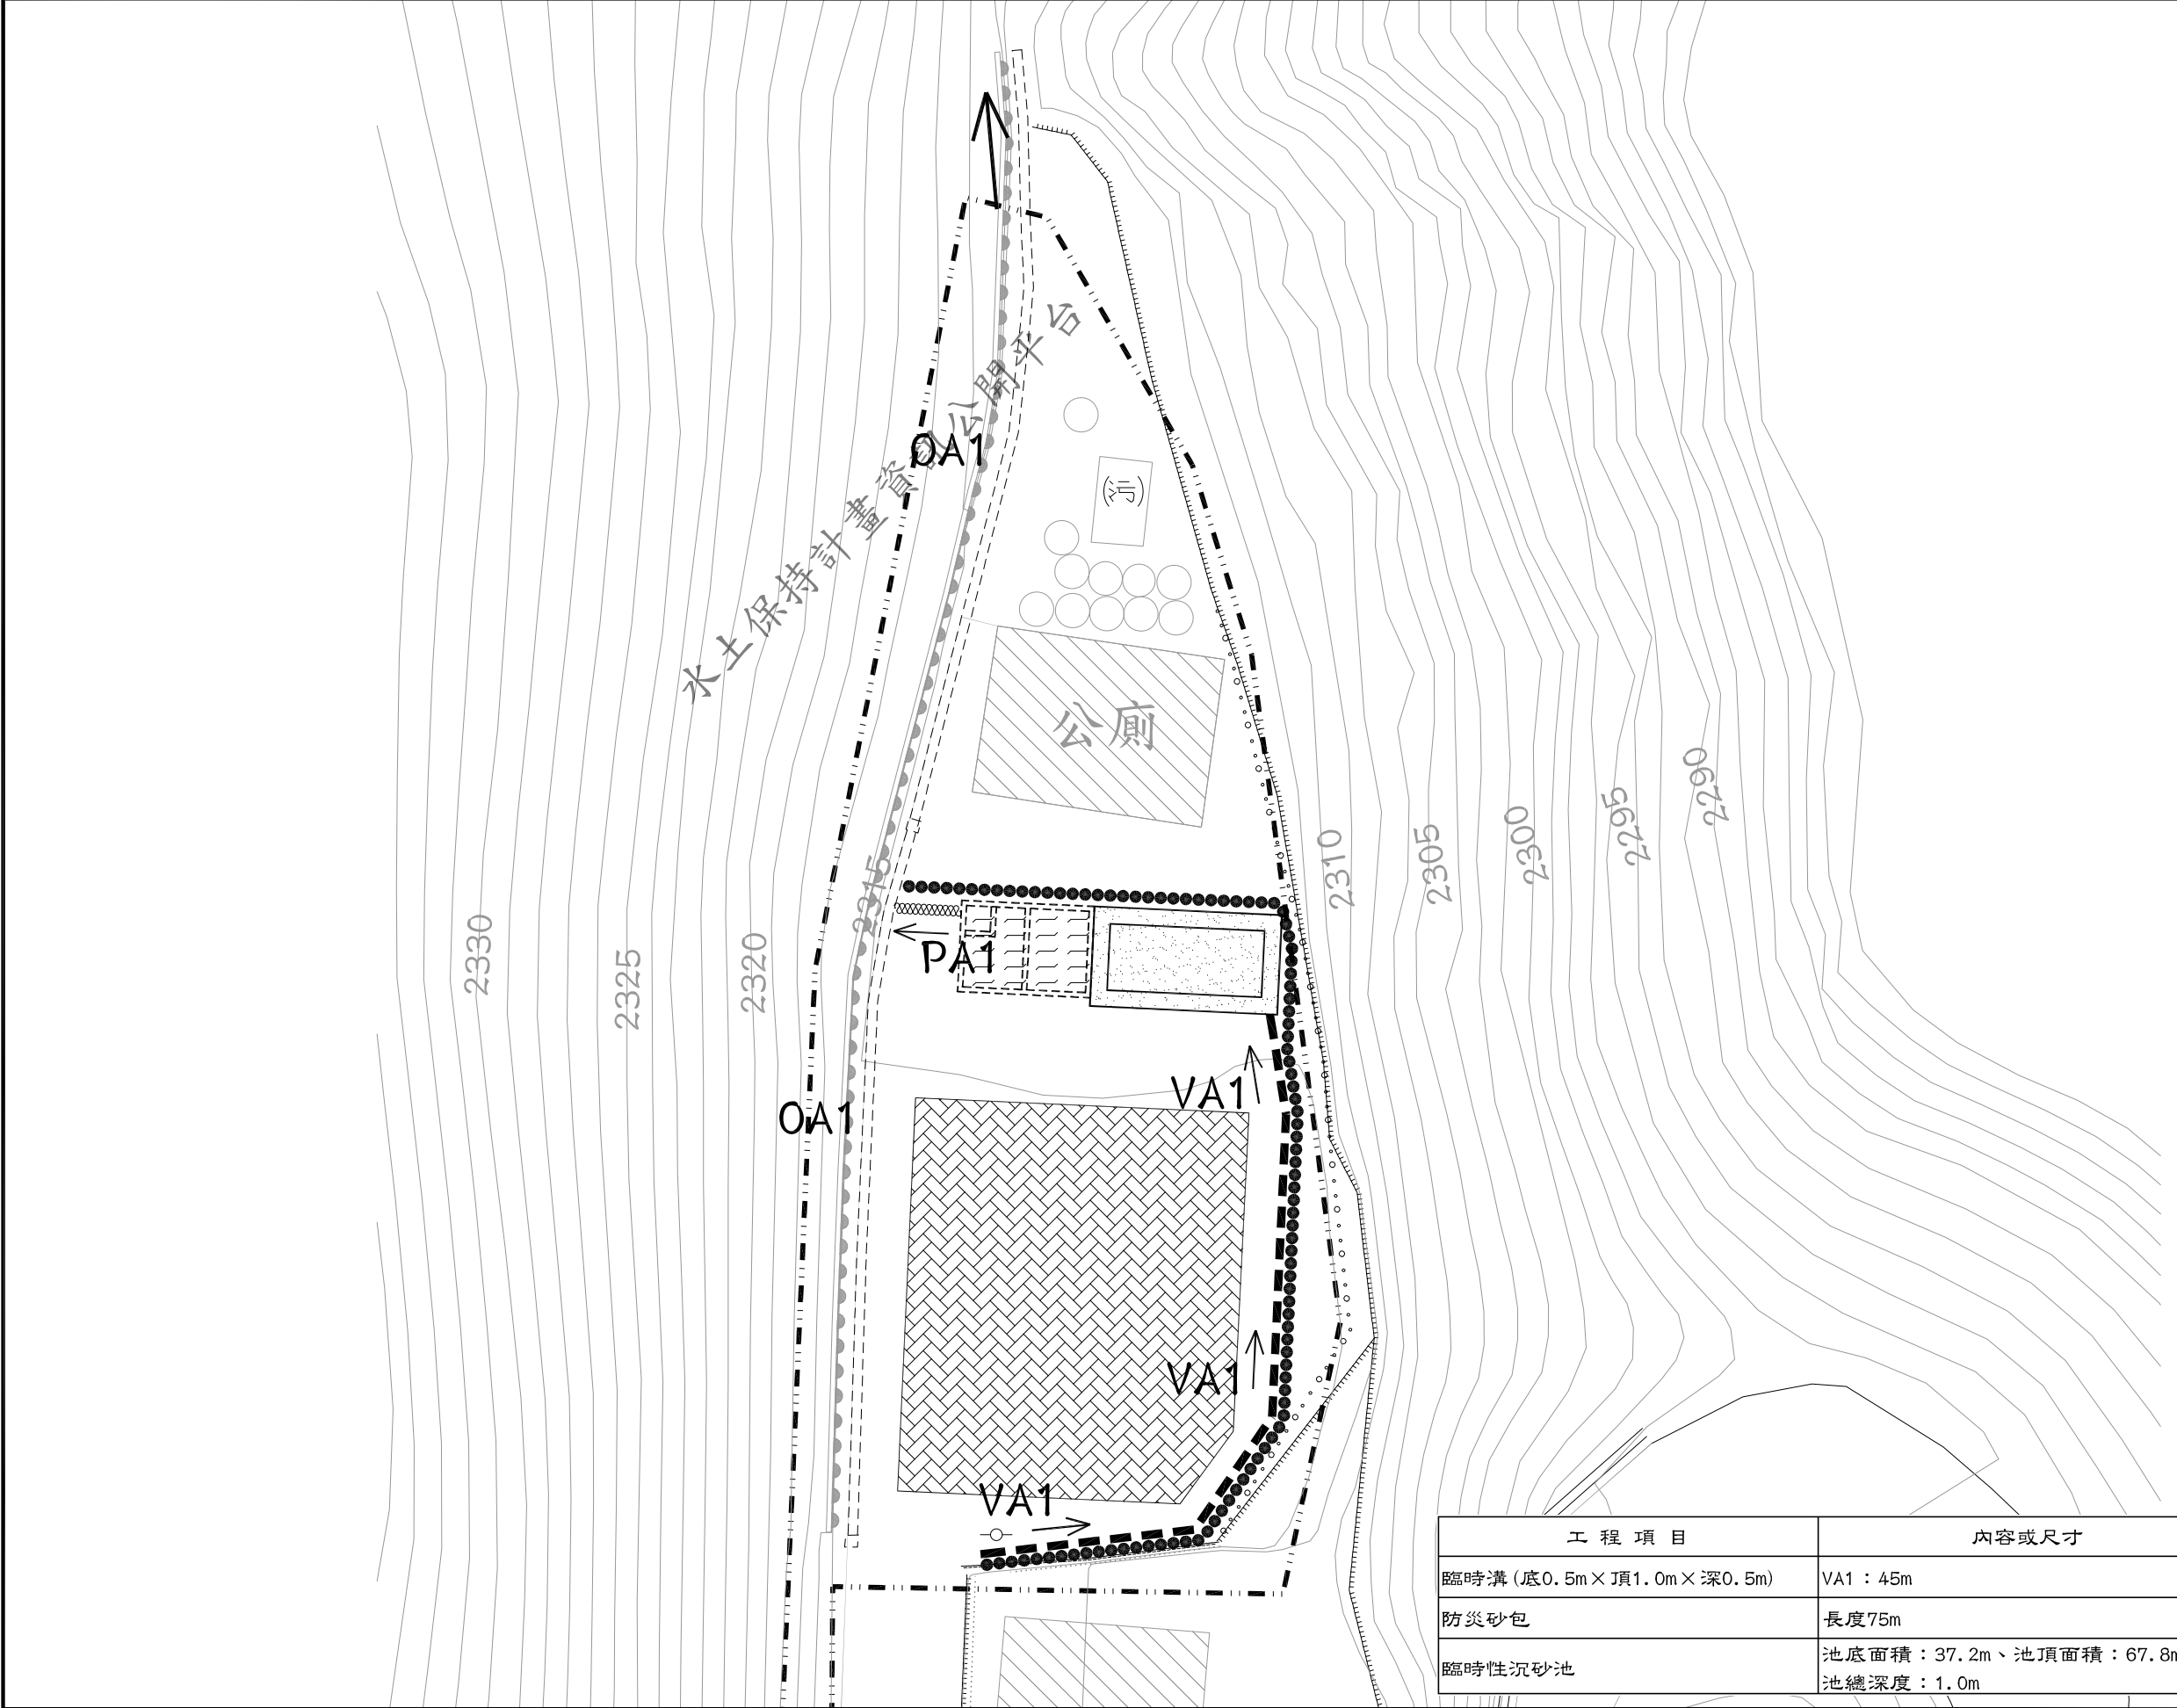 水土保持計畫資訊公開平台
OA1
(涼)
公廁
2330
2325
2320
2315
2310
2305
2300
2295
2290
PA1
OA1
VA1
VA1
VA1
工程項目 內容或尺寸
臨時溝(底0.5m×頂1.0m×深0.5m) VA1：45m
防災砂包 長度75m
臨時性沉砂池 池底面積：37.2m、池頂面積：67.8m
池總深度：1.0m